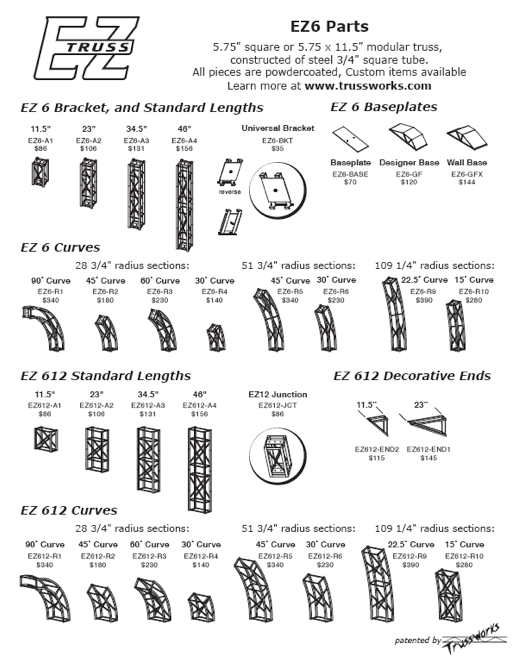 EZ
TRUSS
EZ6 Parts
5.75" square or 5.75 x 11.5" modular truss,
constructed of steel 3/4" square tube.
All pieces are powdercoated, Custom items available
Learn more at www.trussworks.com
EZ 6 Bracket, and Standard Lengths
11.5" 23" 34.5" 46" Universal Bracket
EZ6-A1 EZ6-A2 EZ6-A3 EZ6-A4 EZ6-BKT
$86 $106 $131 $156 $35
reverse
EZ 6 Baseplates
Baseplate Designer Base Wall Base
EZ6-BASE EZ6-GF EZ6-GFX
$70 $120 $144
EZ 6 Curves
28 3/4" radius sections: 51 3/4" radius sections: 109 1/4" radius sections:
90˚ Curve 45˚ Curve 60˚ Curve 30˚ Curve 45˚ Curve 30˚ Curve 22.5˚ Curve 15˚ Curve
EZ6-R1 EZ6-R2 EZ6-R3 EZ6-R4 EZ6-R5 EZ6-R6 EZ6-R9 EZ6-R10
$340 $180 $230 $140 $340 $230 $390 $280
EZ 612 Standard Lengths
11.5" 23" 34.5" 46" EZ12 Junction
EZ612-A1 EZ612-A2 EZ612-A3 EZ612-A4 EZ612-JCT
$86 $106 $131 $156 $86
EZ 612 Decorative Ends
11.5" 23"
EZ612-END2 EZ612-END1
$115 $145
EZ 612 Curves
28 3/4" radius sections: 51 3/4" radius sections: 109 1/4" radius sections:
90˚ Curve 45˚ Curve 60˚ Curve 30˚ Curve 45˚ Curve 30˚ Curve 22.5˚ Curve 15˚ Curve
EZ612-R1 EZ612-R2 EZ612-R3 EZ612-R4 EZ612-R5 EZ612-R6 EZ612-R9 EZ612-R10
$340 $180 $230 $140 $340 $230 $390 $280
patented by Trussworks